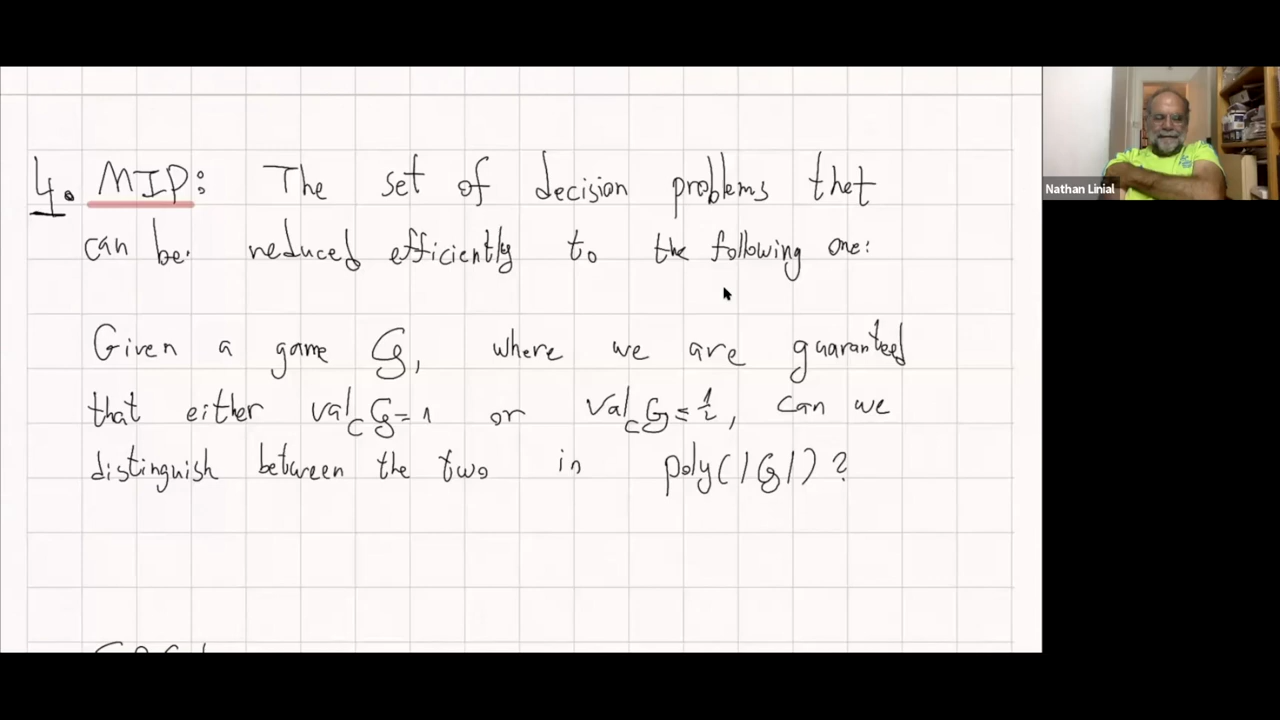 4. MIP: The set of decision problems thet
can be reduced efficiently to the following one:
Given a game G, where we are guaranteed
that either val_C G = 1 or val_C G ≤ 1/2, can we
distinguish between the two in poly(|G|)?
Nathan Linial